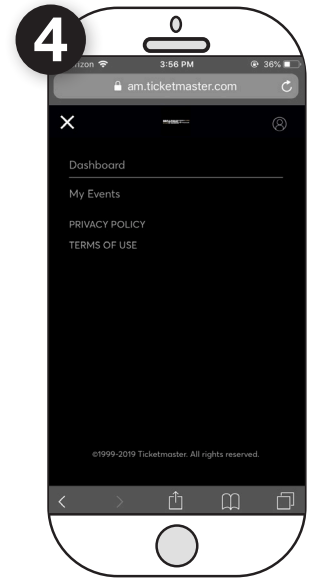 4
rizon 3:56 PM 36%
am.ticketmaster.com
Dashboard
My Events
PRIVACY POLICY
TERMS OF USE
©1999-2019 Ticketmaster. All rights reserved.